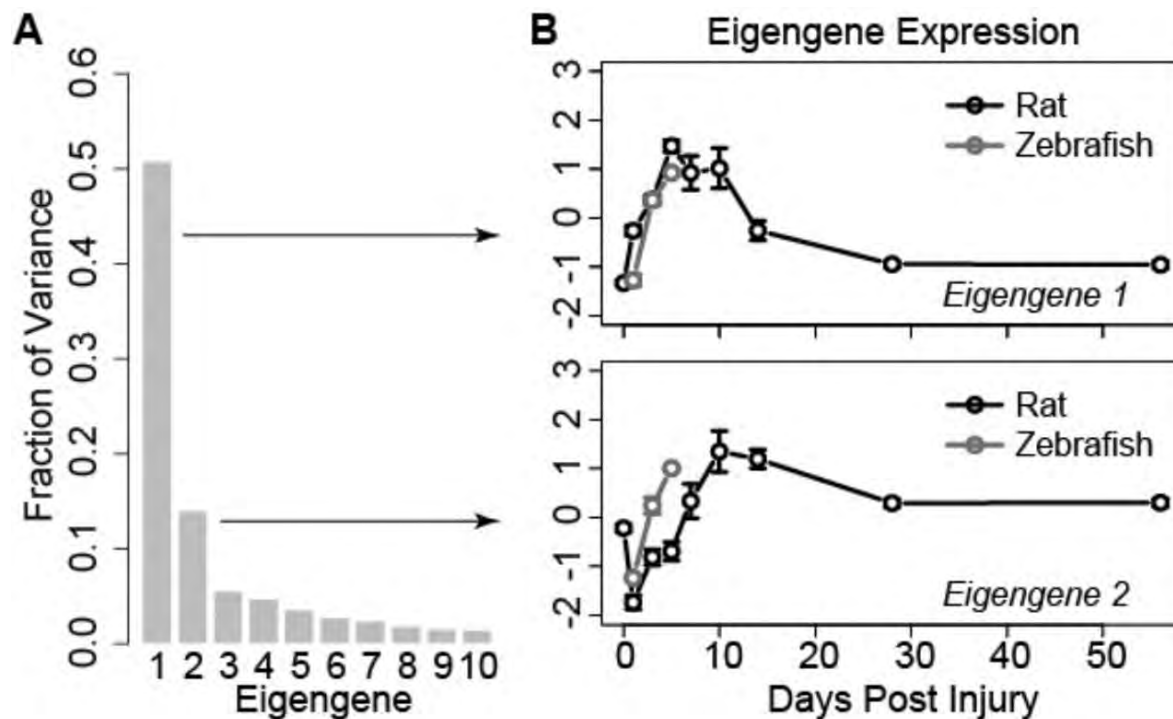 A
Fraction of Variance
0.6
0.5
0.4
0.3
0.2
0.1
0.0
1 2 3 4 5 6 7 8 9 10
Eigengene
B
Eigengene Expression
3
2
1
0
-1
-2
Rat
Zebrafish
Eigengene 1
3
2
1
0
-1
-2
Rat
Zebrafish
Eigengene 2
0 10 20 30 40 50
Days Post Injury